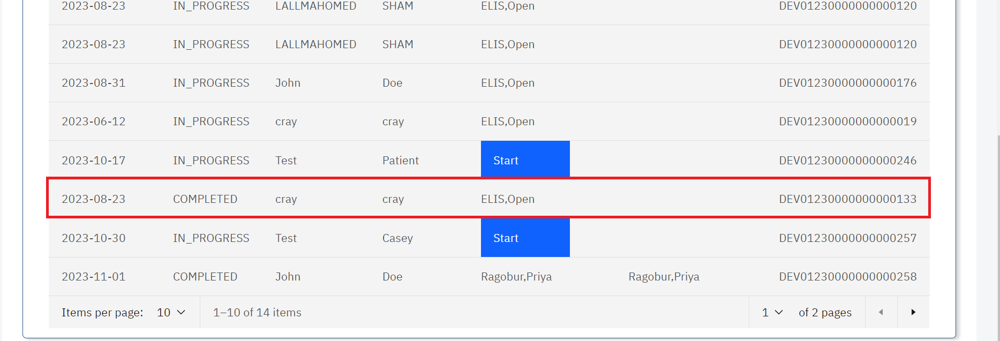 2023-08-23 IN_PROGRESS LALLMAHOMED SHAM ELIS,Open DEV01230000000000120
2023-08-23 IN_PROGRESS LALLMAHOMED SHAM ELIS,Open DEV01230000000000120
2023-08-31 IN_PROGRESS John Doe ELIS,Open DEV01230000000000176
2023-06-12 IN_PROGRESS cray cray ELIS,Open DEV01230000000000019
2023-10-17 IN_PROGRESS Test Patient Start DEV01230000000000246
2023-08-23 COMPLETED cray cray ELIS,Open DEV01230000000000133
2023-10-30 IN_PROGRESS Test Casey Start DEV01230000000000257
2023-11-01 COMPLETED John Doe Ragobur,Priya Ragobur,Priya DEV01230000000000258
Items per page: 10 1–10 of 14 items 1 of 2 pages